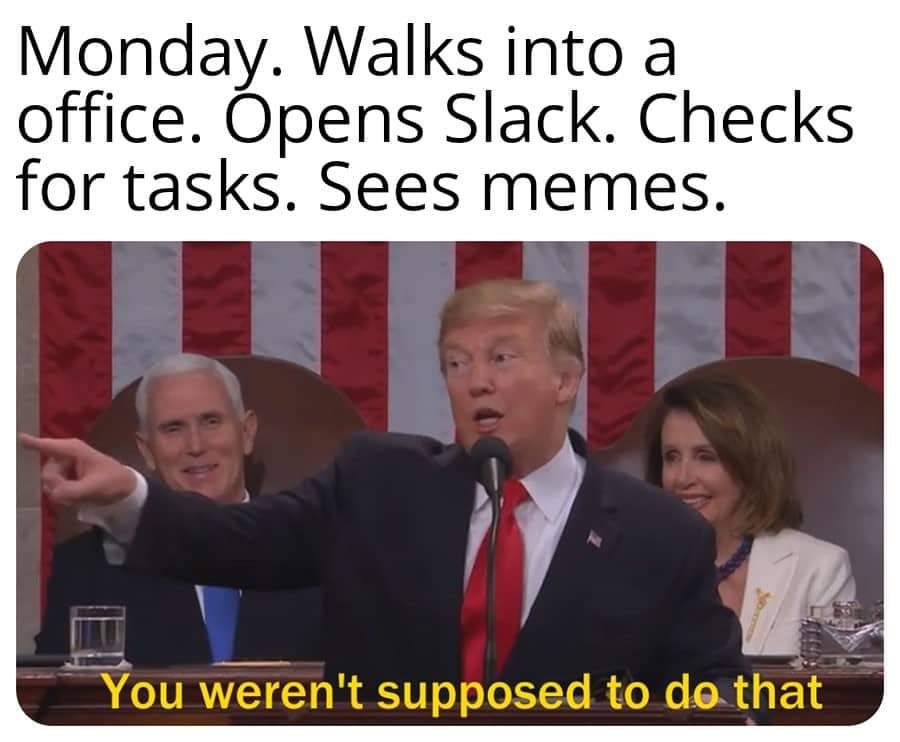 Monday. Walks into a
office. Opens Slack. Checks
for tasks. Sees memes.
You weren't supposed to do that